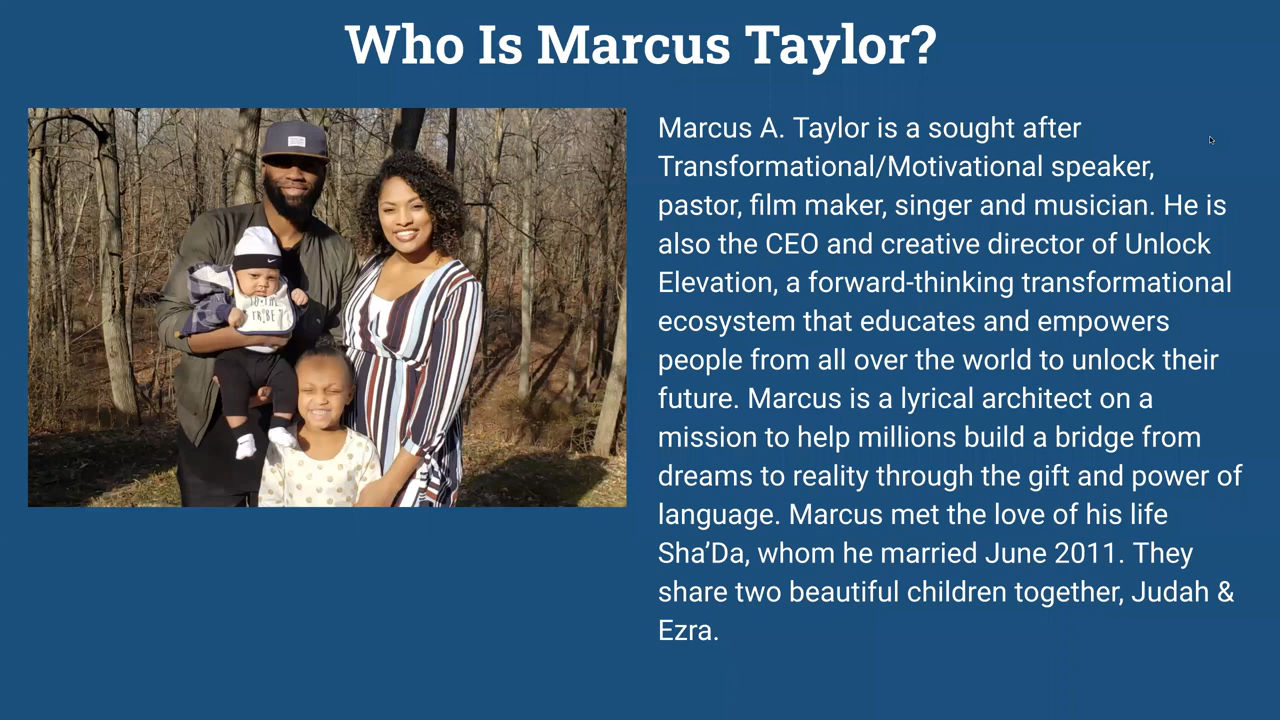 Who Is Marcus Taylor?
Marcus A. Taylor is a sought after
Transformational/Motivational speaker,
pastor, film maker, singer and musician. He is
also the CEO and creative director of Unlock
Elevation, a forward-thinking transformational
ecosystem that educates and empowers
people from all over the world to unlock their
future. Marcus is a lyrical architect on a
mission to help millions build a bridge from
dreams to reality through the gift and power of
language. Marcus met the love of his life
Sha’Da, whom he married June 2011. They
share two beautiful children together, Judah &
Ezra.
TO THE
TRIBE